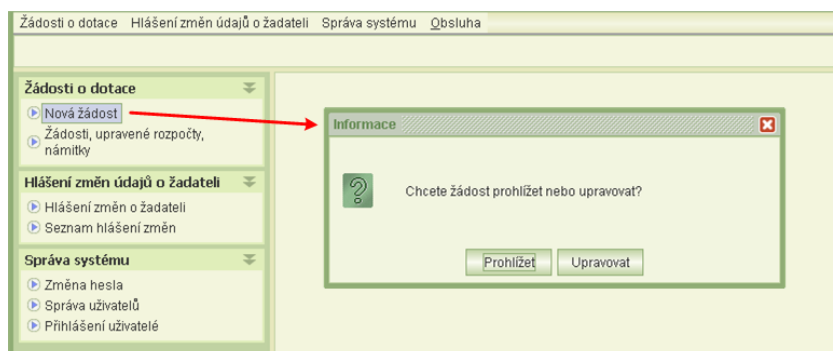 Žádosti o dotace Hlášení změn údajů o žadateli Správa systému Obsluha
Žádosti o dotace
Nová žádost
Žádosti, upravené rozpočty,
námitky
Hlášení změn údajů o žadateli
Hlášení změn o žadateli
Seznam hlášení změn
Správa systému
Změna hesla
Správa uživatelů
Přihlášení uživatelé
Informace
Chcete žádost prohlížet nebo upravovat?
Prohlížet Upravovat